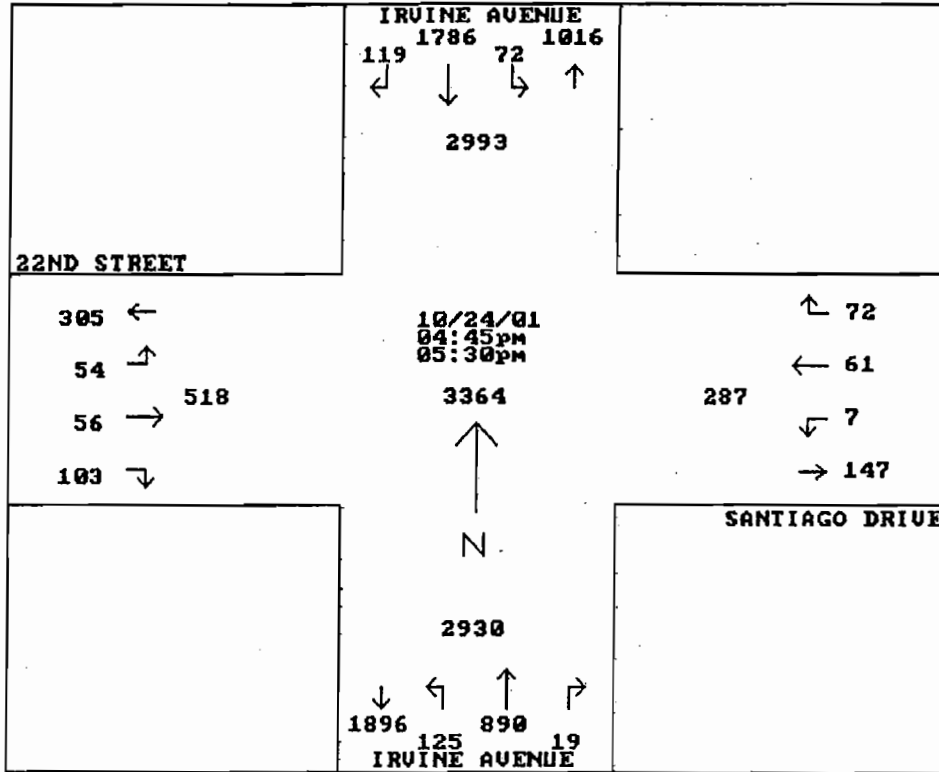 IRVINE AVENUE
1786 1016
119 72
2993
22ND STREET
305
54
56
103
518
10/24/01
04:45pm
05:30pm
3364
287
72
61
7
147
SANTIAGO DRIVE
N
2930
1896 890
125 19
IRVINE AVENUE